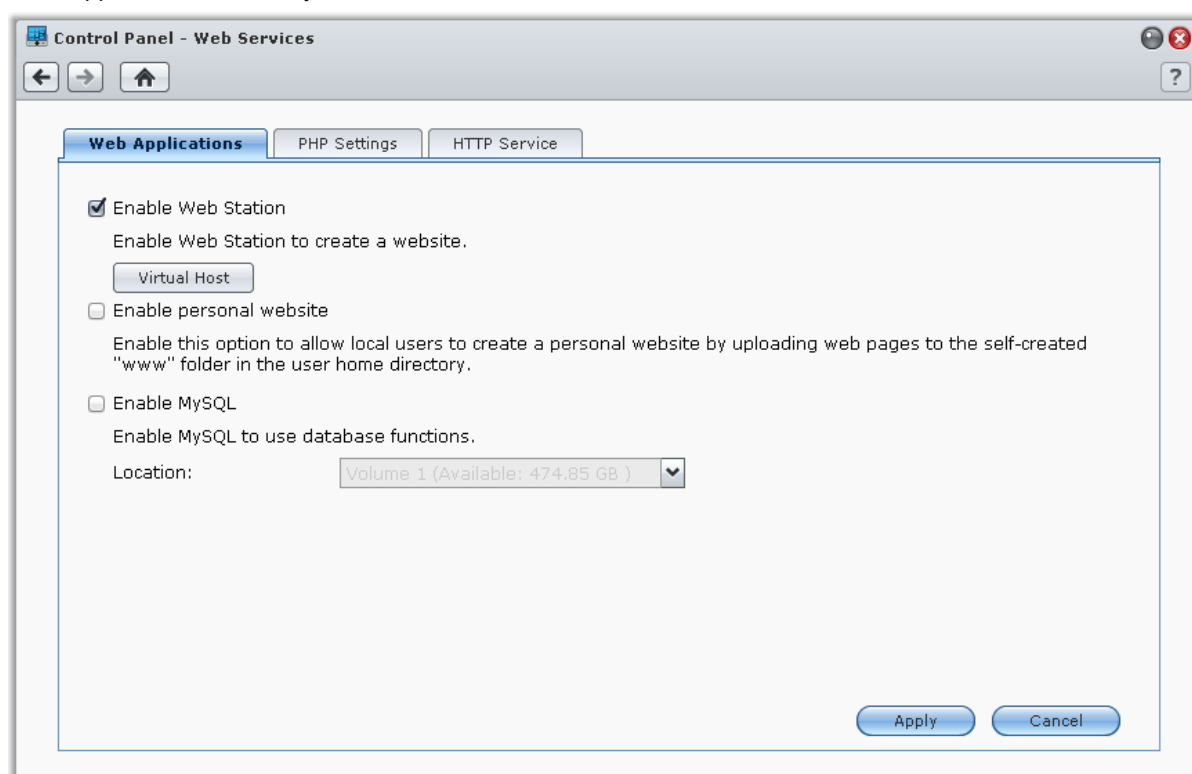 Control Panel - Web Services
?
Web Applications PHP Settings HTTP Service
Enable Web Station
Enable Web Station to create a website.
Virtual Host
Enable personal website
Enable this option to allow local users to create a personal website by uploading web pages to the self-created
"www" folder in the user home directory.
Enable MySQL
Enable MySQL to use database functions.
Location: Volume 1 (Available: 474.85 GB )
Apply Cancel